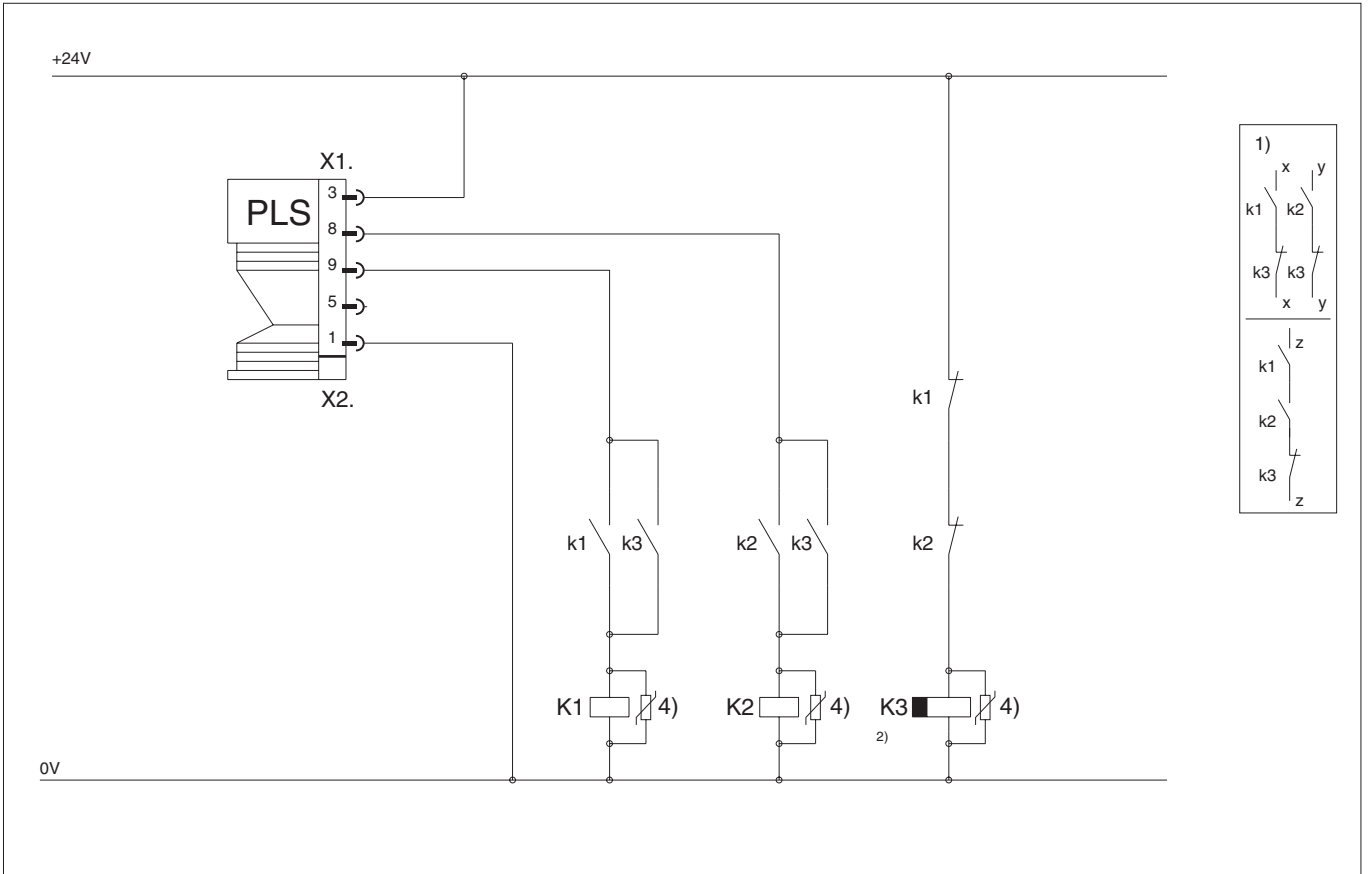 +24V
X1.
PLS
3
8
9
5
1
X2.
1)
x y
k1 k2
k3 k3
x y
z
k1
k2
k3
z
k1
k1 k3 k2 k3 k2
K1 4) K2 4) K3 4)
2)
0V